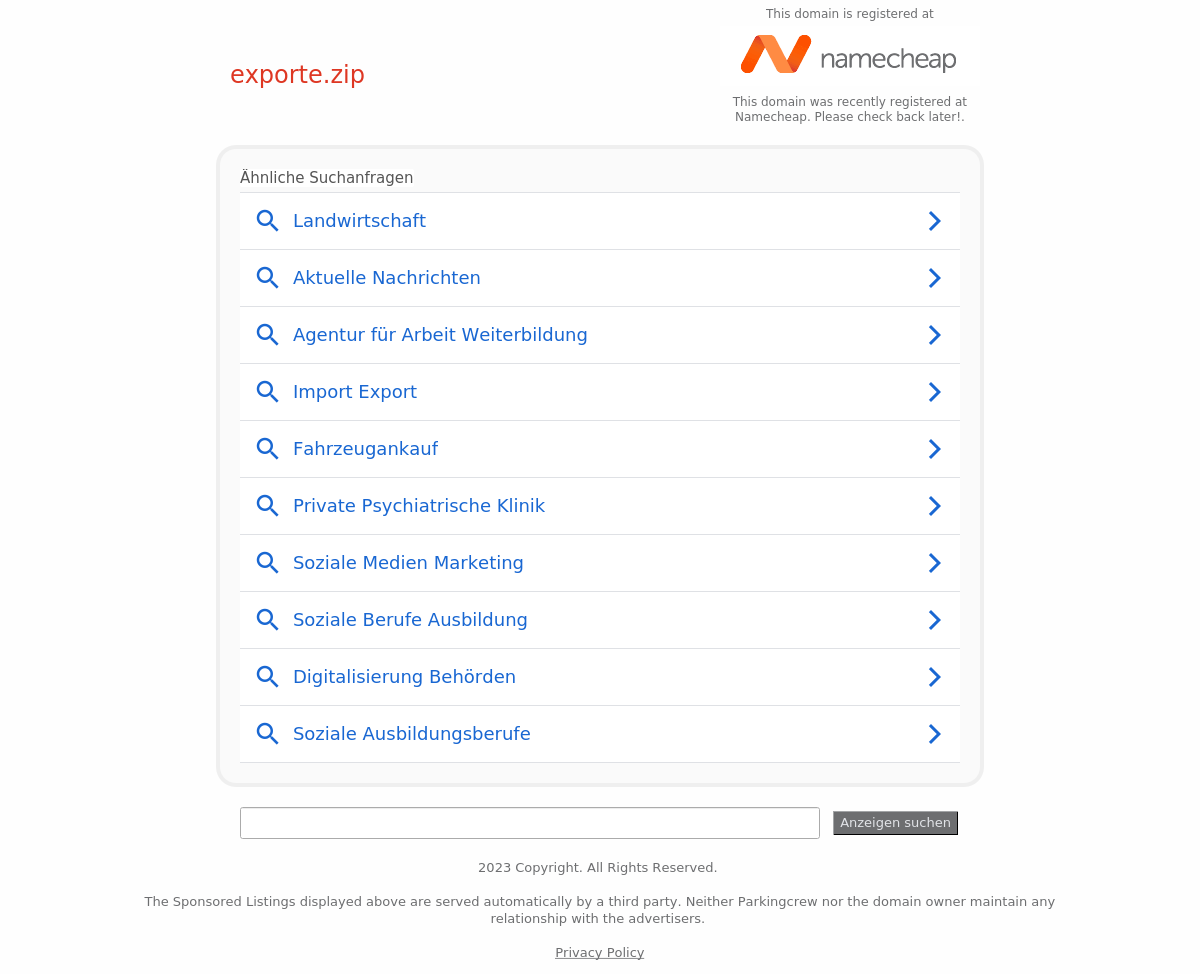 This domain is registered at
namecheap
exporte.zip
This domain was recently registered at
Namecheap. Please check back later!.
Ähnliche Suchanfragen
Landwirtschaft
Aktuelle Nachrichten
Agentur für Arbeit Weiterbildung
Import Export
Fahrzeugankauf
Private Psychiatrische Klinik
Soziale Medien Marketing
Soziale Berufe Ausbildung
Digitalisierung Behörden
Soziale Ausbildungsberufe
Anzeigen suchen
2023 Copyright. All Rights Reserved.
The Sponsored Listings displayed above are served automatically by a third party. Neither Parkingcrew nor the domain owner maintain any
relationship with the advertisers.
Privacy Policy